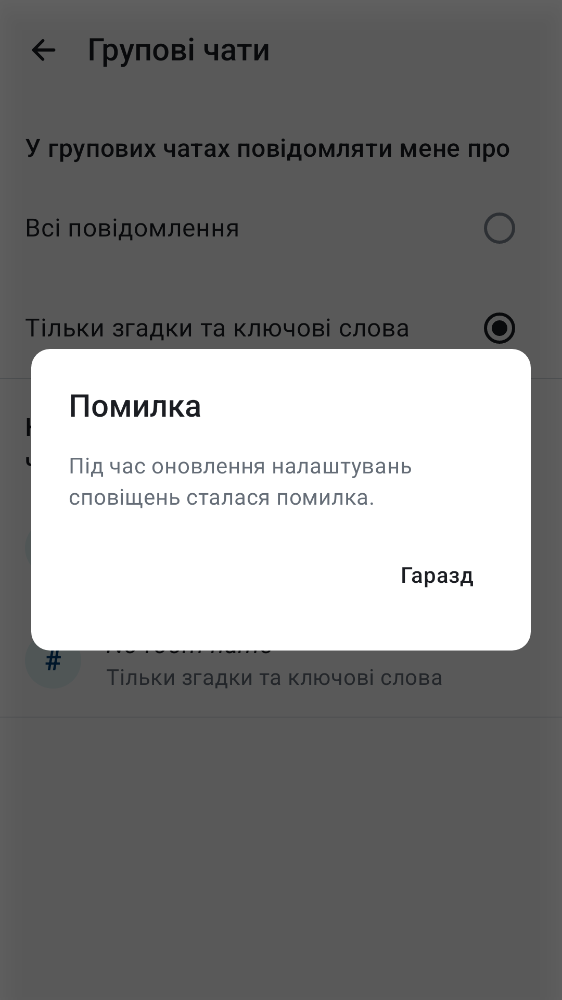 Групові чати
У групових чатах повідомляти мене про
Всі повідомлення
Тільки згадки та ключові слова
Помилка
Під час оновлення налаштувань
сповіщень сталася помилка.
Гаразд
#
Тільки згадки та ключові слова